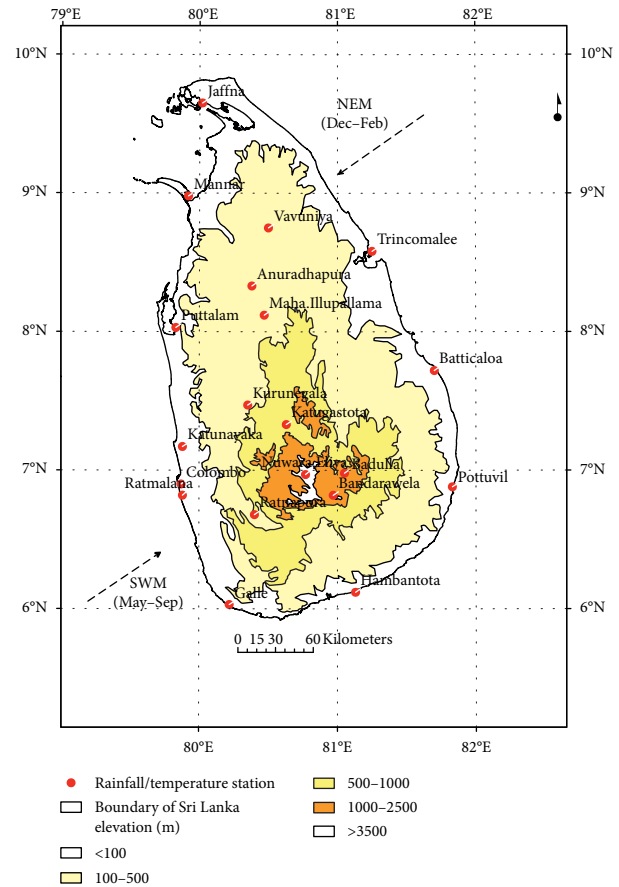 79°E
80°E
81°E
82°E
10°N
10°N
Jaffna
NEM
(Dec–Feb)
9°N
9°N
Mannar
Vavuniya
Trincomalee
Anuradhapura
Maha.Illupallama
Puttalam
8°N
8°N
Batticaloa
Kurunegala
Katugastota
Katunayaka
Nuwara Eliya
Badulla
7°N
7°N
Colombo
Ratmalana
Bandarawela
Pottuvil
Ratnapura
SWM
(May–Sep)
Hambantota
Galle
6°N
6°N
0 15 30 60 Kilometers
80°E
81°E
82°E
Rainfall/temperature station
Boundary of Sri Lanka
elevation (m)
<100
100–500
500–1000
1000–2500
>3500